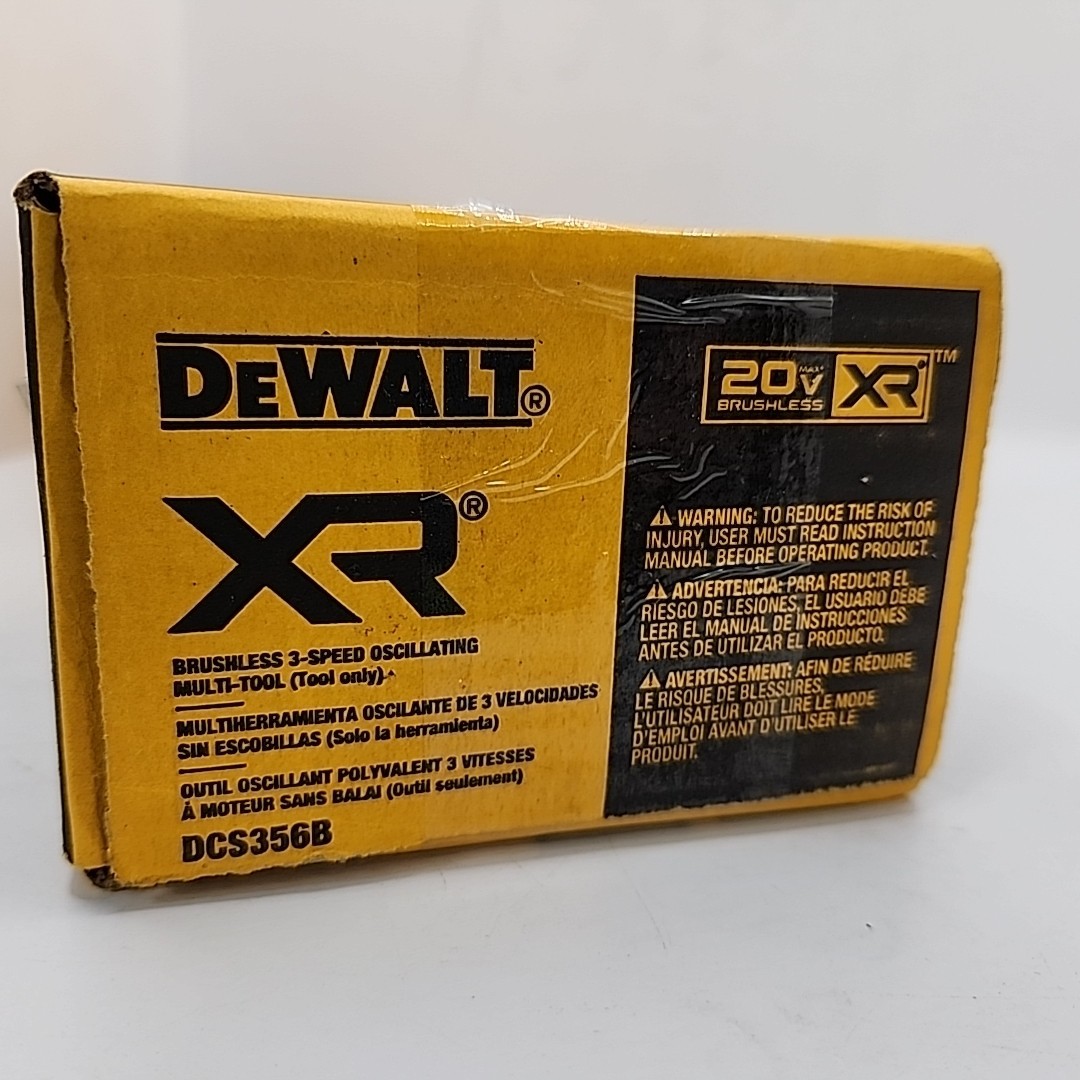 DEWALT®
XR®
BRUSHLESS 3-SPEED OSCILLATING
MULTI-TOOL (Tool only)
MULTIHERRAMIENTA OSCILANTE DE 3 VELOCIDADES
SIN ESCOBILLAS (Solo la herramienta)
OUTIL OSCILLANT POLYVALENT 3 VITESSES
À MOTEUR SANS BALAI (Outil seulement)
DCS356B
20V MAX*
BRUSHLESS
XR™
⚠ WARNING: TO REDUCE THE RISK OF
INJURY, USER MUST READ INSTRUCTION
MANUAL BEFORE OPERATING PRODUCT.
⚠ ADVERTENCIA: PARA REDUCIR EL
RIESGO DE LESIONES, EL USUARIO DEBE
LEER EL MANUAL DE INSTRUCCIONES
ANTES DE UTILIZAR EL PRODUCTO.
⚠ AVERTISSEMENT: AFIN DE RÉDUIRE
LE RISQUE DE BLESSURES,
L'UTILISATEUR DOIT LIRE LE MODE
D'EMPLOI AVANT D'UTILISER LE
PRODUIT.